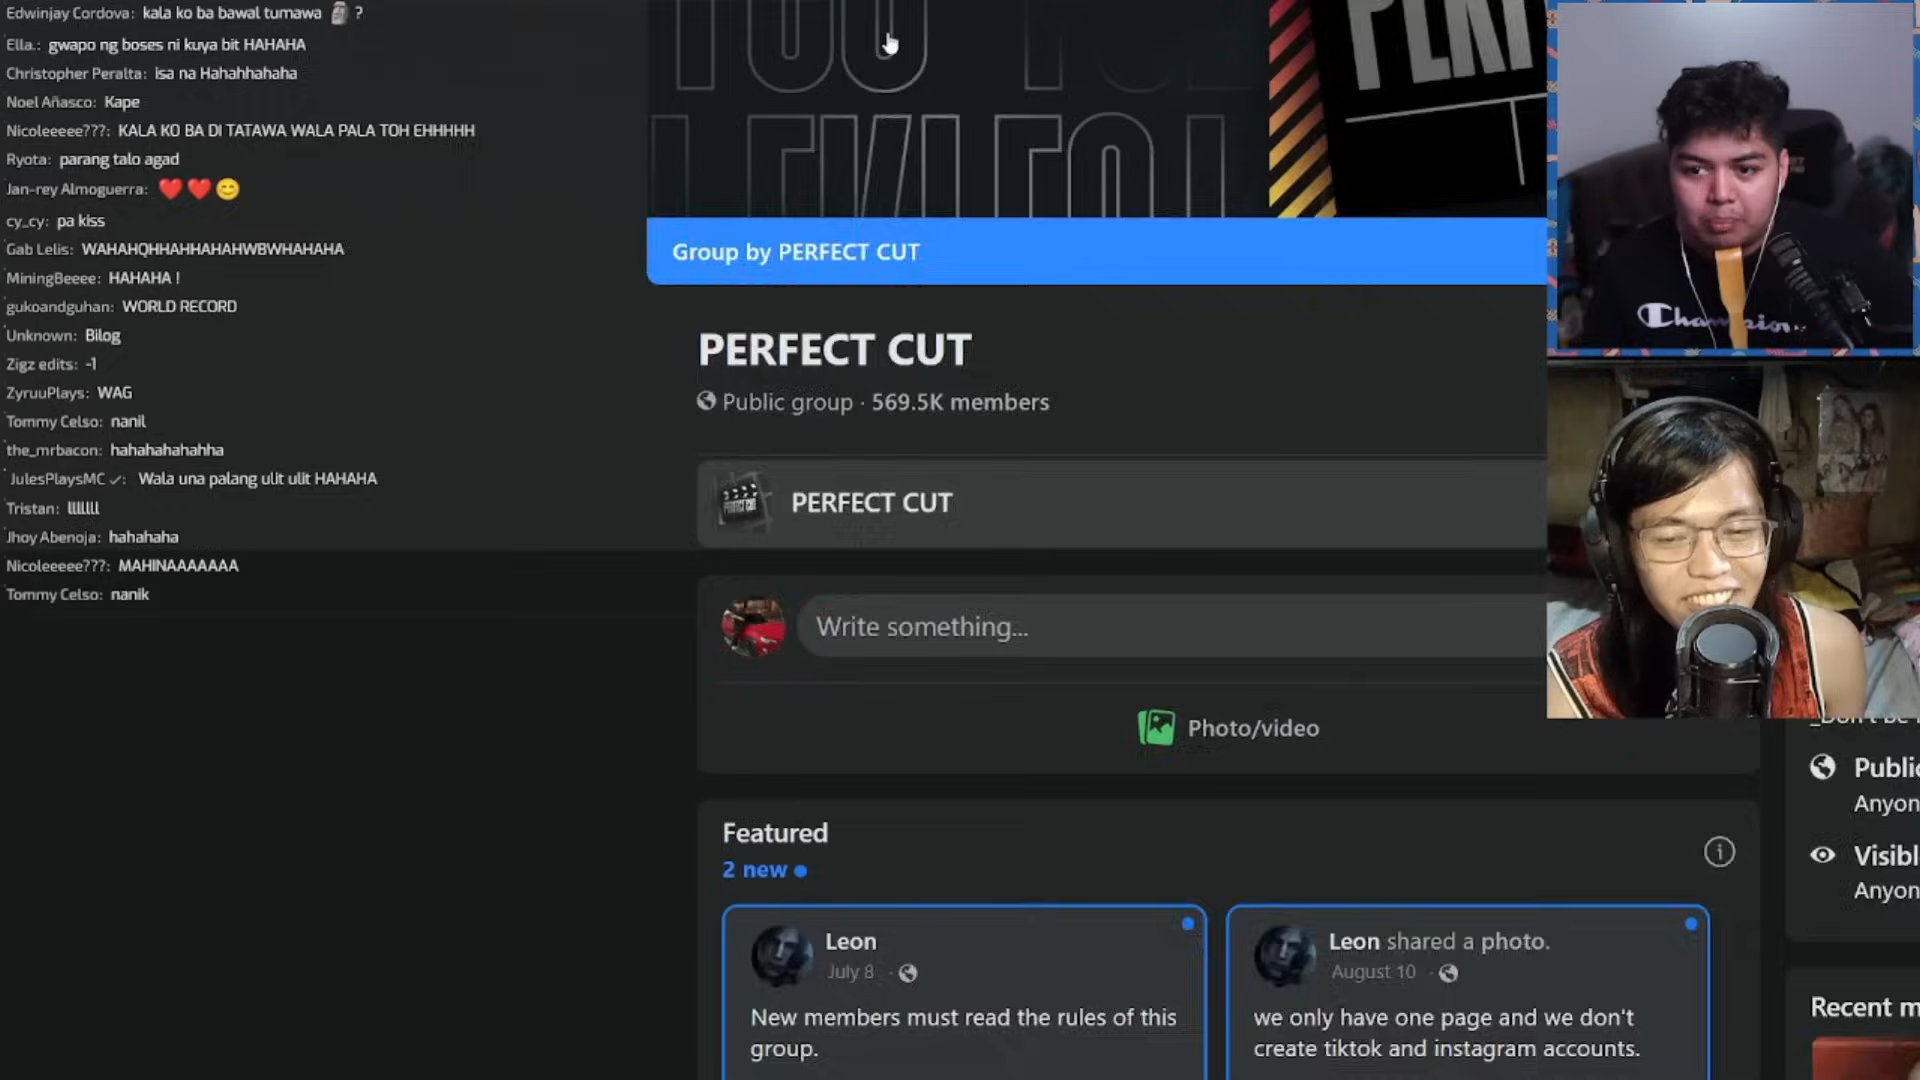 Edwinjay Cordova: kala ko ba bawal tumawa 🗿 ?
Ella.: gwapo ng boses ni kuya bit HAHAHA
Christopher Peralta: isa na Hahahhahaha
Noel Añasco: Kape
Nicoleeeee???: KALA KO BA DI TATAWA WALA PALA TOH EHHHHH
Ryota: parang talo agad
Jan-rey Almoguerra: ❤️❤️😊
cy_cy: pa kiss
Gab Lelis: WAHAHQHHAHHAHAHWBWHAHAHA
MiningBeeee: HAHAHA !
gukoandguhan: WORLD RECORD
Unknown: Bilog
Zigz edits: -1
ZyruuPlays: WAG
Tommy Celso: nanil
the_mrbacon: hahahahahahha
JulesPlaysMC ✓: Wala una palang ulit ulit HAHAHA
Tristan: lllllll
Jhoy Abenoja: hahahaha
Nicoleeeee???: MAHINAAAAAAA
Tommy Celso: nanik
Group by PERFECT CUT
PERFECT CUT
Public group · 569.5K members
PERFECT CUT
PERFECT CUT
Write something...
Photo/video
Featured
2 new
Leon
July 8 ·
New members must read the rules of this
group.
Leon shared a photo.
August 10 ·
we only have one page and we don't
create tiktok and instagram accounts.
Public
Anyon
Visibl
Anyon
Recent m
Champion